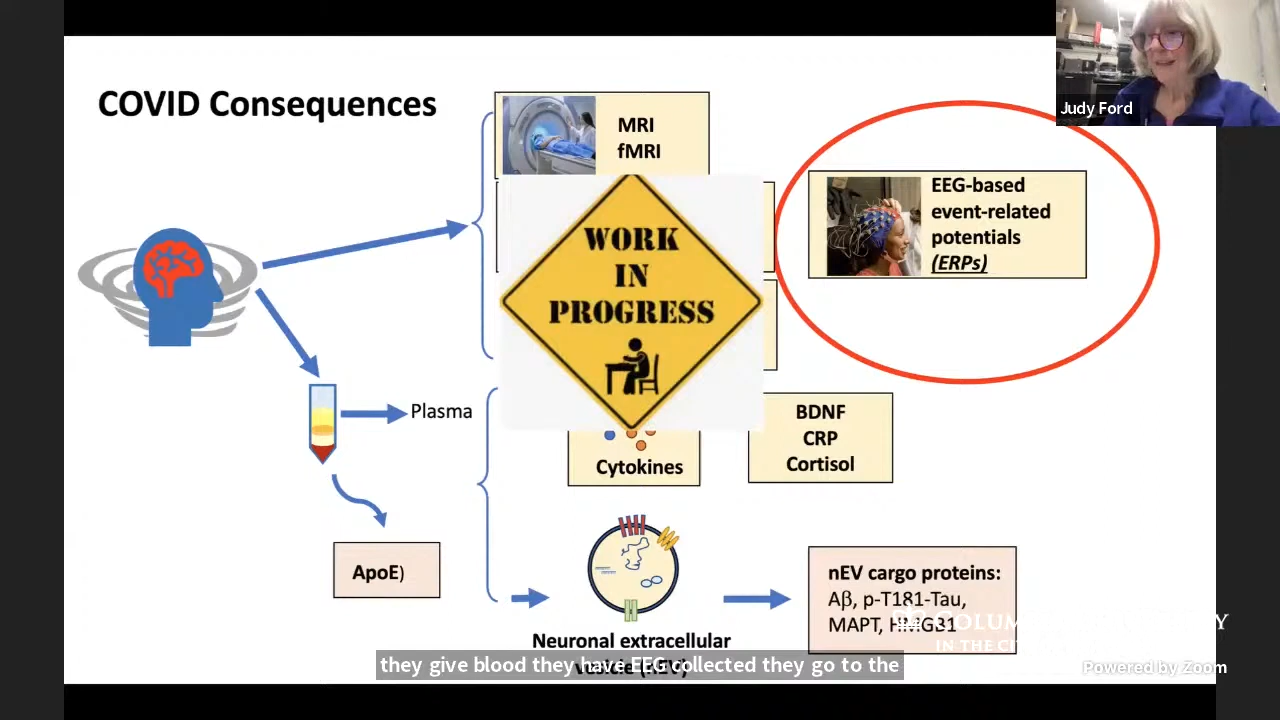 COVID Consequences
MRI
fMRI
Judy Ford
EEG-based
event-related
potentials
(ERPs)
WORK
IN
PROGRESS
Plasma
Cytokines
BDNF
CRP
Cortisol
ApoE)
nEV cargo proteins:
Aβ, p-T181-Tau,
MAPT, HMGB1
Neuronal extracellular
they give blood they have EEG collected they go to the
IN THE
Powered by Zoom